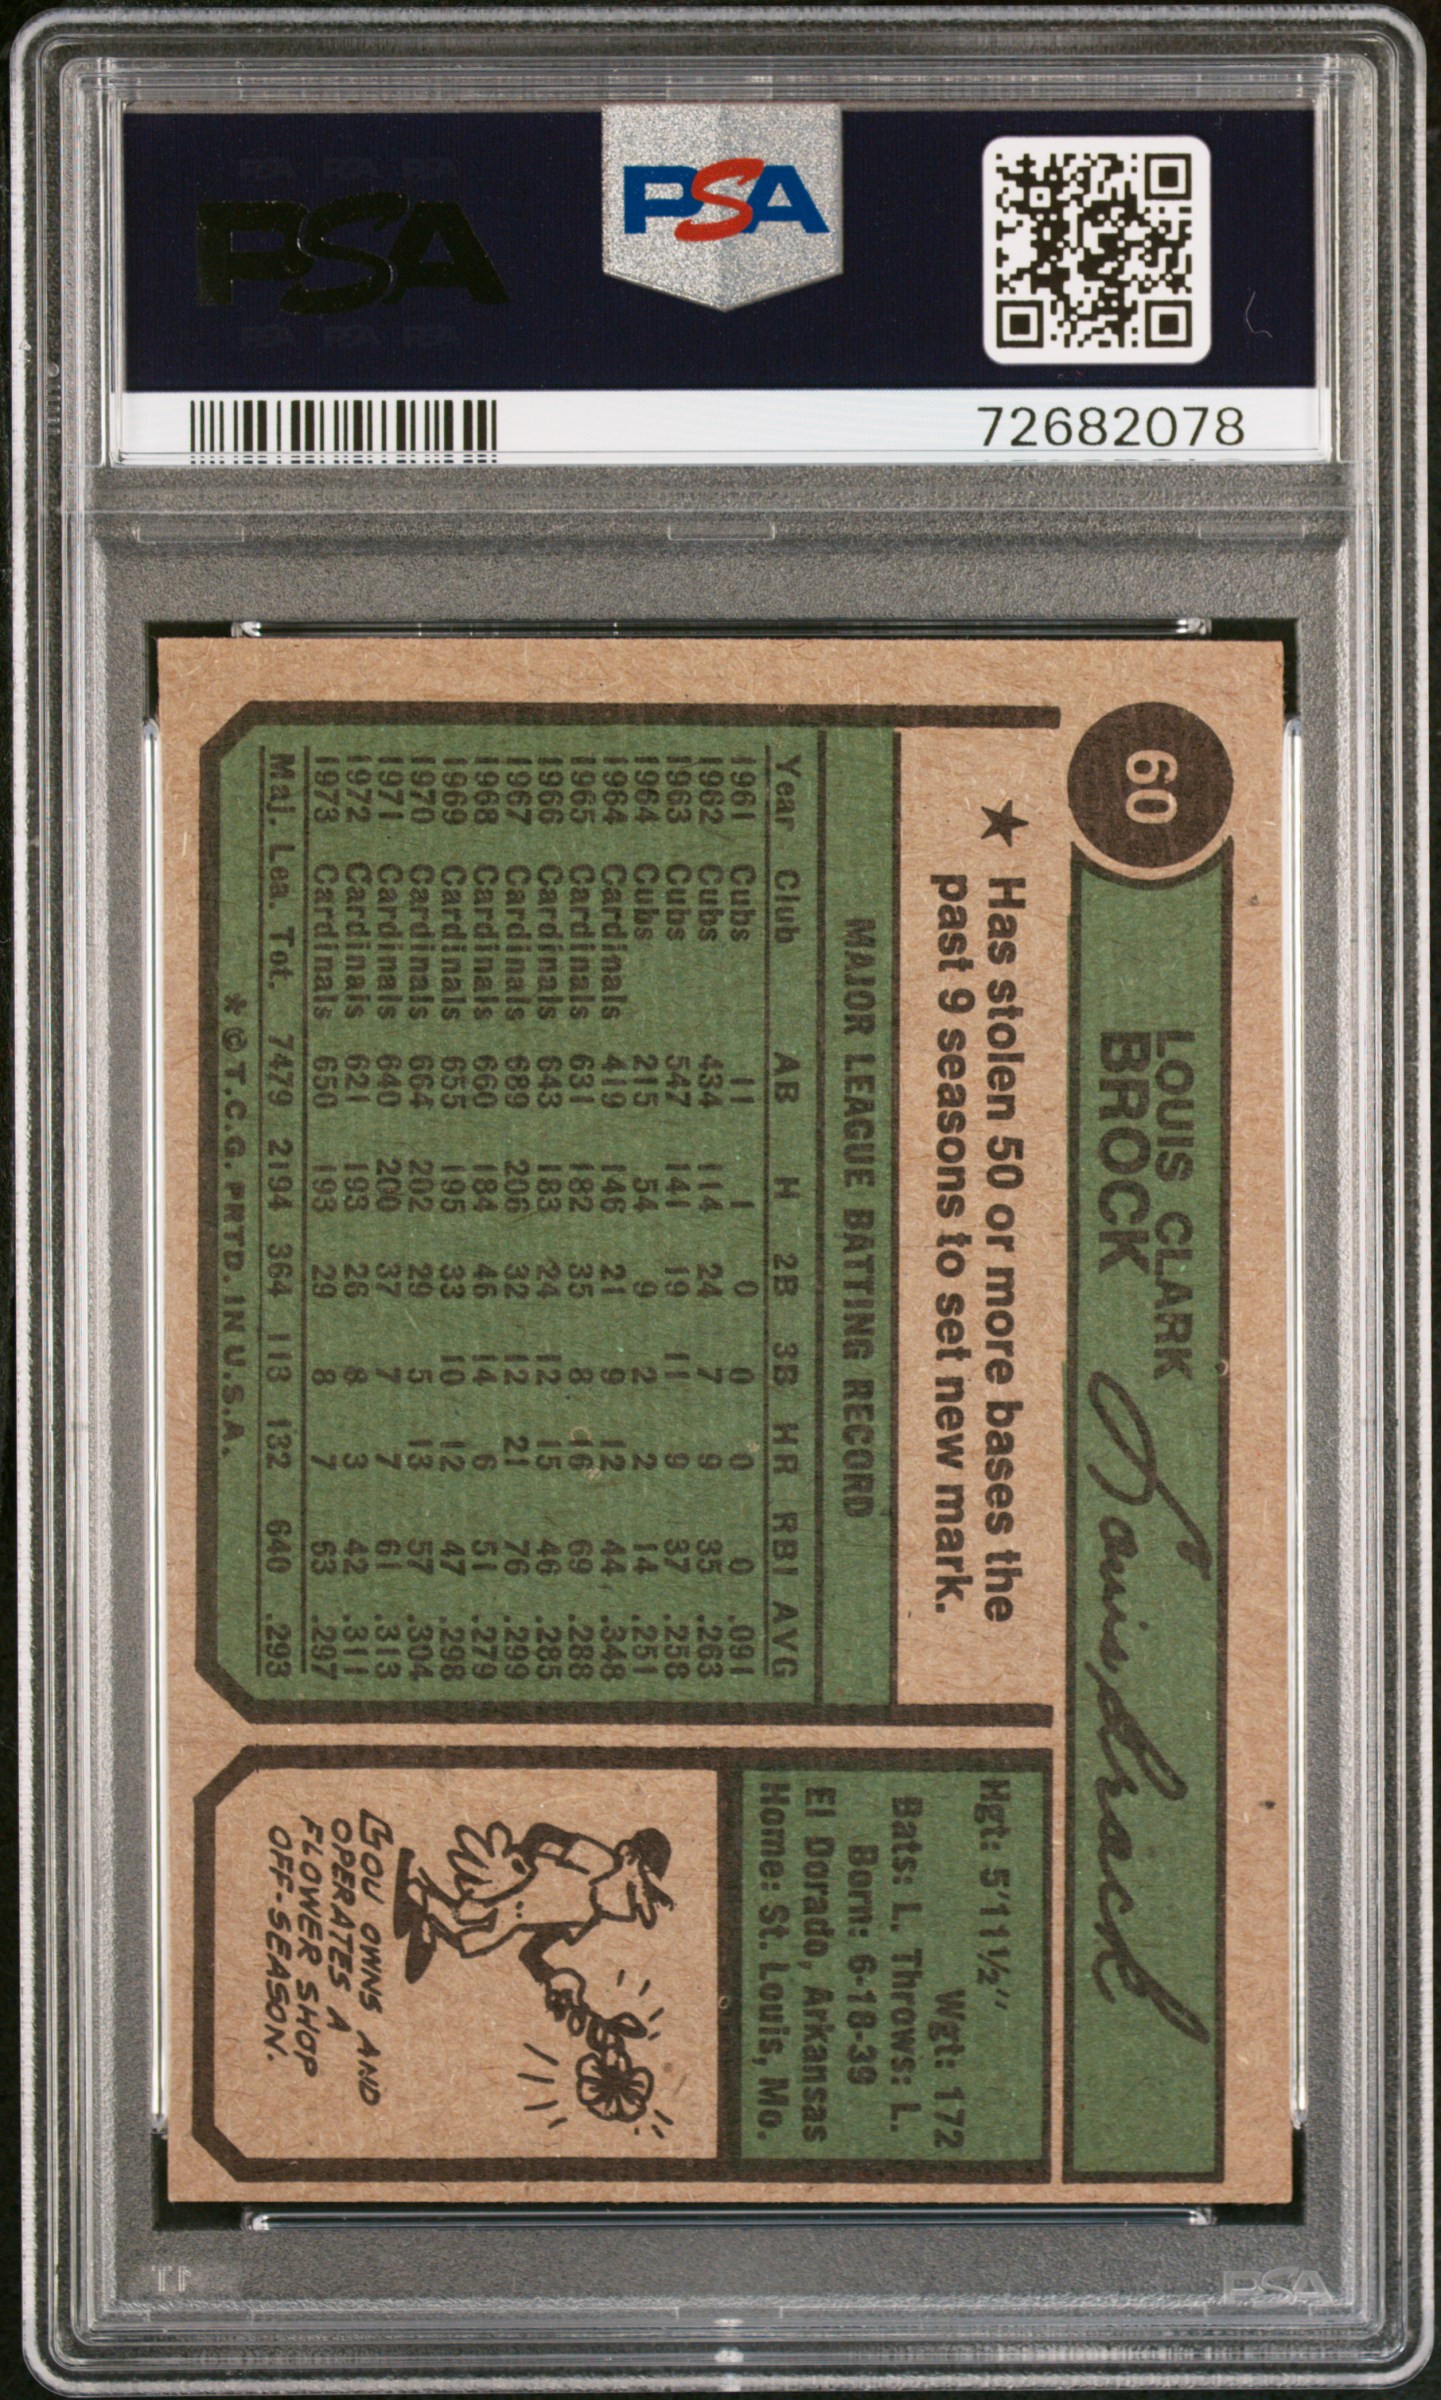 PSA
PSA
72682078
60
LOUIS CLARK
BROCK
Louis Brock
★ Has stolen 50 or more bases the
past 9 seasons to set new mark.
MAJOR LEAGUE BATTING RECORD
Year Club AB H 2B 3B HR RBI AVG
1961 Cubs 11 1 0 0 0 0 .091
1962 Cubs 434 114 24 7 9 35 .263
1963 Cubs 547 141 19 11 9 37 .258
1964 Cubs 215 54 9 2 2 14 .251
1964 Cardinals 419 146 21 9 12 44 .348
1965 Cardinals 631 182 35 8 16 69 .288
1966 Cardinals 643 183 24 12 15 46 .285
1967 Cardinals 689 206 32 12 21 76 .299
1968 Cardinals 660 184 46 14 6 51 .279
1969 Cardinals 655 195 33 10 12 47 .298
1970 Cardinals 664 202 29 5 13 57 .304
1971 Cardinals 640 200 37 7 7 61 .313
1972 Cardinals 621 193 26 8 3 42 .311
1973 Cardinals 650 193 29 8 7 63 .297
Maj. Lea. Tot. 7479 2194 364 113 132 640 .293
* © T.C.G. PRTD. IN U.S.A.
Hgt: 5'11½" Wgt: 172
Bats: L. Throws: L.
Born: 6-18-39
El Dorado, Arkansas
Home: St. Louis, Mo.
LOU OWNS AND
OPERATES A
FLOWER SHOP
OFF-SEASON.
PSA